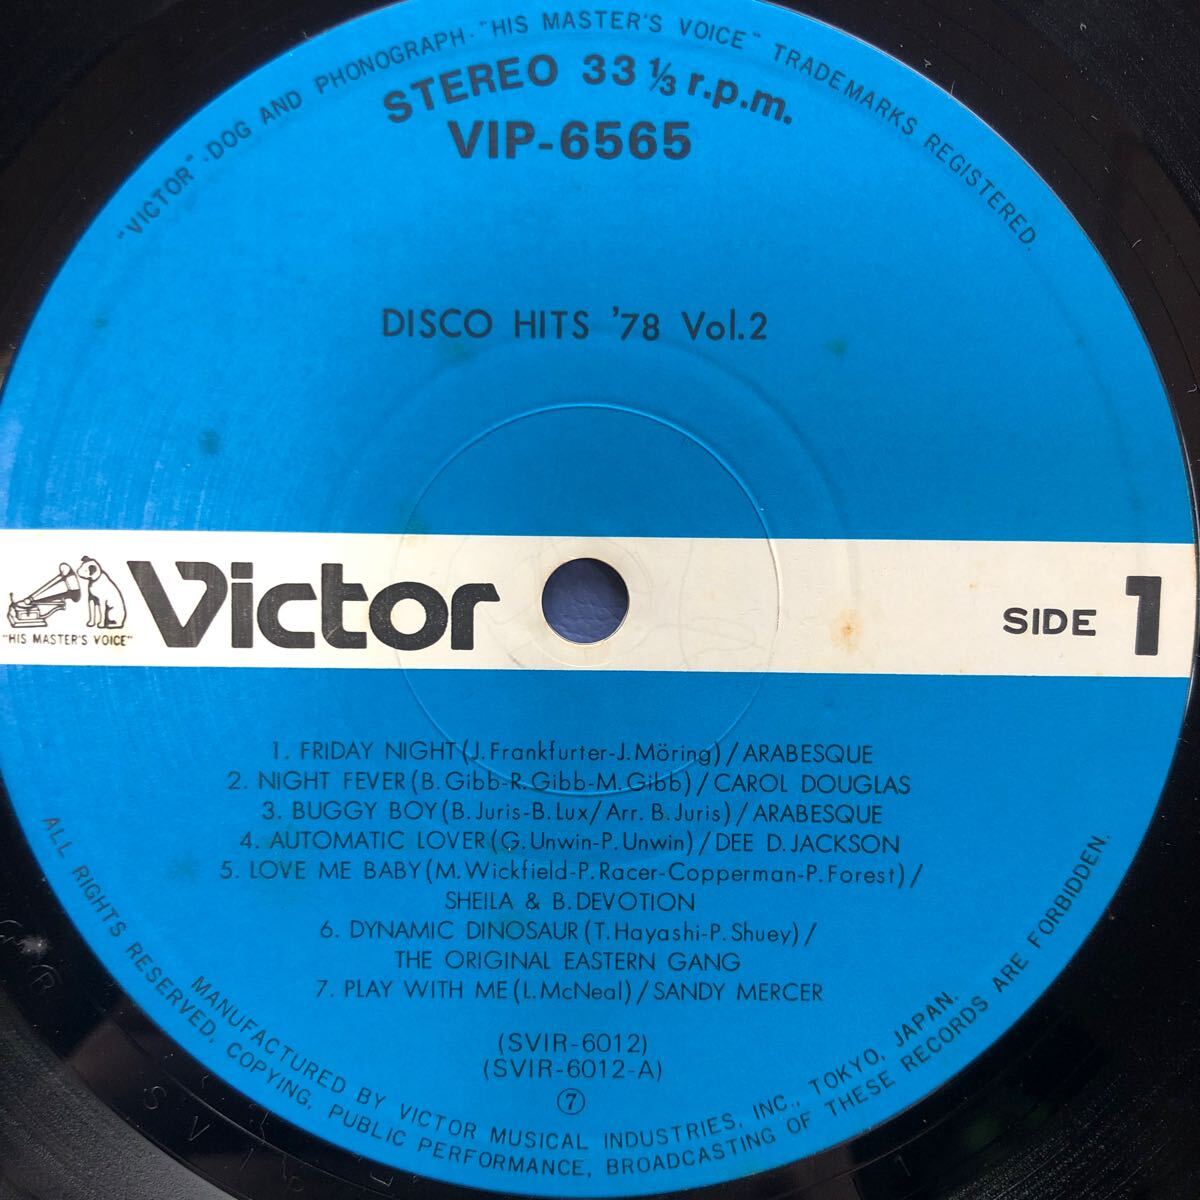 "VICTOR"·DOG AND PHONOGRAPH·"HIS MASTER'S VOICE" TRADEMARKS REGISTERED.
STEREO 33 1/3 r.p.m.
VIP-6565
DISCO HITS '78 Vol.2
"HIS MASTER'S VOICE"
Victor
SIDE 1
1. FRIDAY NIGHT(J.Frankfurter-J.Möring)/ARABESQUE
2. NIGHT FEVER(B.Gibb-R.Gibb-M.Gibb)/CAROL DOUGLAS
3. BUGGY BOY(B.Juris-B.Lux/Arr. B.Juris)/ARABESQUE
4. AUTOMATIC LOVER(G.Unwin-P.Unwin)/DEE D.JACKSON
5. LOVE ME BABY(M.Wickfield-P.Racer-Copperman-P.Forest)/
SHEILA & B.DEVOTION
6. DYNAMIC DINOSAUR(T.Hayashi-P.Shuey)/
THE ORIGINAL EASTERN GANG
7. PLAY WITH ME(L.McNeal)/SANDY MERCER
(SVIR-6012)
(SVIR-6012-A)
⑦
MANUFACTURED BY VICTOR MUSICAL INDUSTRIES, INC., TOKYO, JAPAN.
ALL RIGHTS RESERVED, COPYING, PUBLIC PERFORMANCE, BROADCASTING OF THESE RECORDS ARE FORBIDDEN.